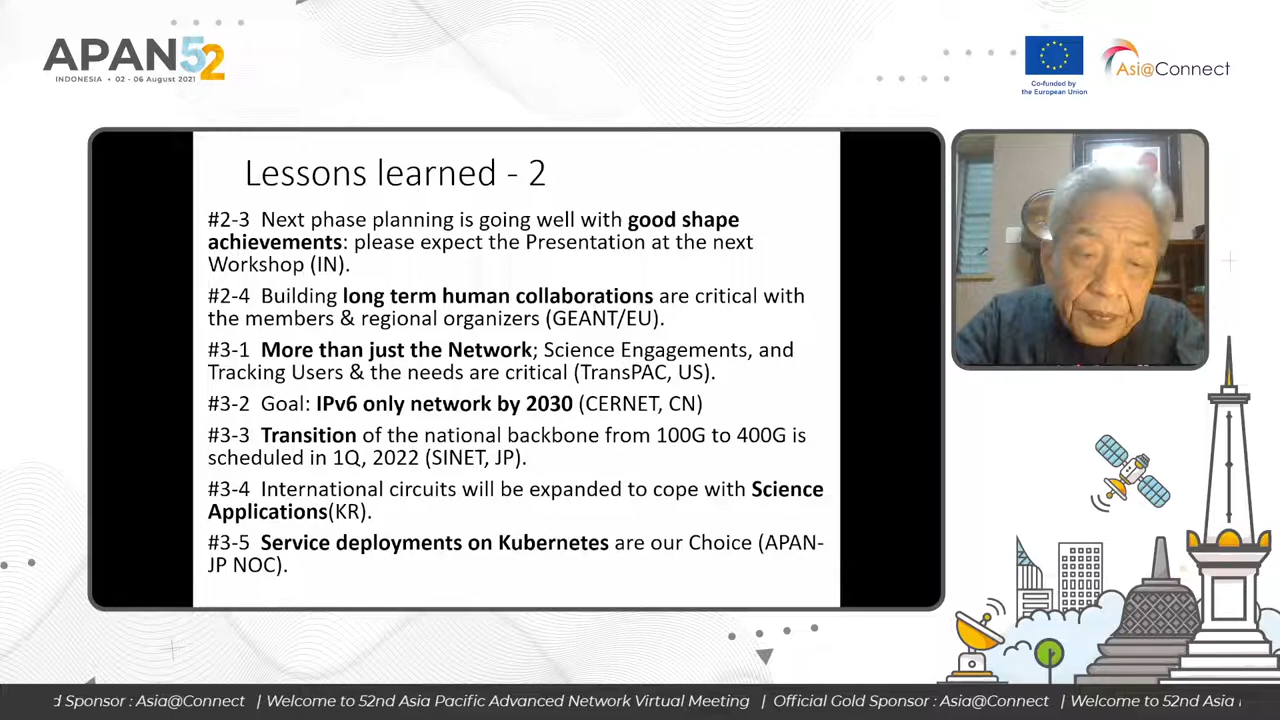 APAN52
INDONESIA • 02 - 06 August 2021
Co-funded by
the European Union
Asi@Connect
Lessons learned - 2
#2-3 Next phase planning is going well with good shape
achievements: please expect the Presentation at the next
Workshop (IN).
#2-4 Building long term human collaborations are critical with
the members & regional organizers (GEANT/EU).
#3-1 More than just the Network; Science Engagements, and
Tracking Users & the needs are critical (TransPAC, US).
#3-2 Goal: IPv6 only network by 2030 (CERNET, CN)
#3-3 Transition of the national backbone from 100G to 400G is
scheduled in 1Q, 2022 (SINET, JP).
#3-4 International circuits will be expanded to cope with Science
Applications(KR).
#3-5 Service deployments on Kubernetes are our Choice (APAN-
JP NOC).
d Sponsor : Asia@Connect | Welcome to 52nd Asia Pacific Advanced Network Virtual Meeting | Official Gold Sponsor : Asia@Connect | Welcome to 52nd Asia